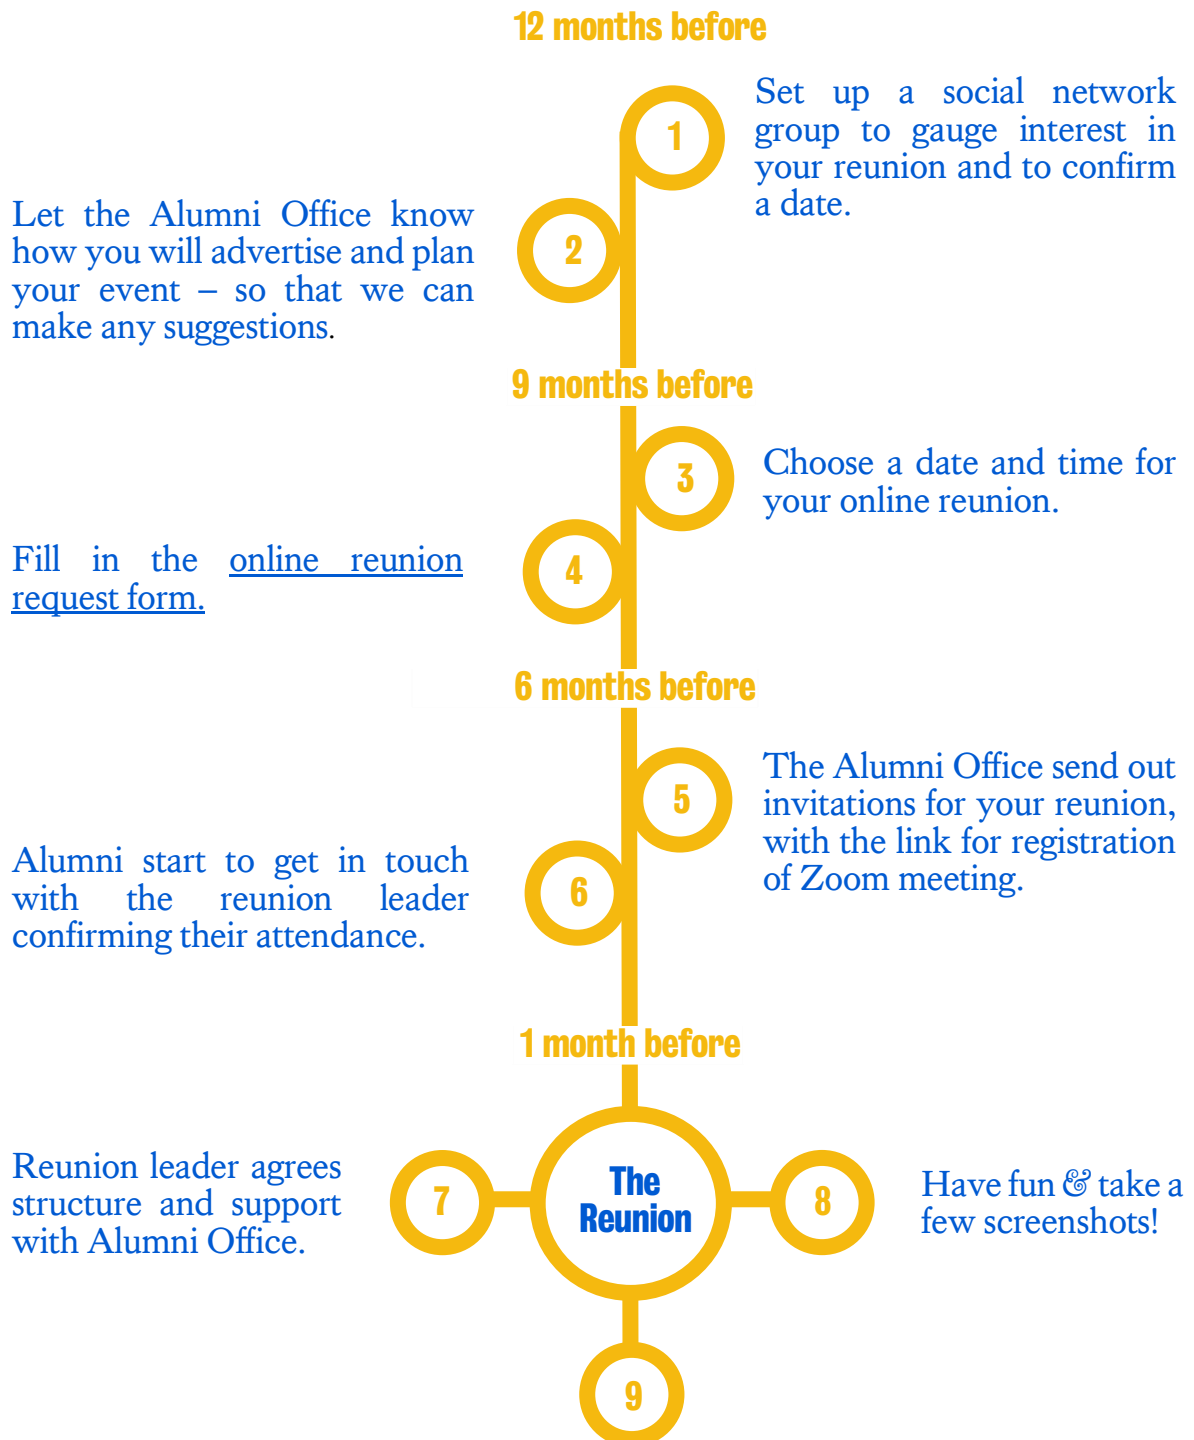 12 months before
1
Set up a social network
group to gauge interest in
your reunion and to confirm
a date.
2
Let the Alumni Office know
how you will advertise and plan
your event – so that we can
make any suggestions.
9 months before
3
Choose a date and time for
your online reunion.
4
Fill in the online reunion
request form.
6 months before
5
The Alumni Office send out
invitations for your reunion,
with the link for registration
of Zoom meeting.
6
Alumni start to get in touch
with the reunion leader
confirming their attendance.
1 month before
The
Reunion
7
Reunion leader agrees
structure and support
with Alumni Office.
8
Have fun & take a
few screenshots!
9